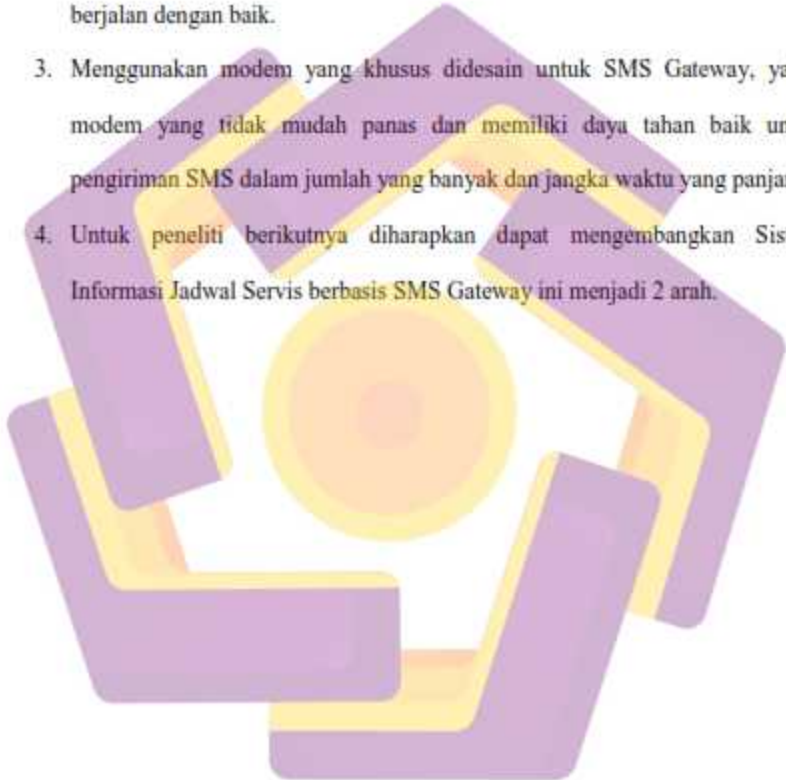 berjalan dengan baik.
3. Menggunakan modem yang khusus didesain untuk SMS Gateway, ya
modem yang tidak mudah panas dan memiliki daya tahan baik un
pengiriman SMS dalam jumlah yang banyak dan jangka waktu yang panjan
4. Untuk peneliti berikutnya diharapkan dapat mengembangkan Sis
Informasi Jadwal Servis berbasis SMS Gateway ini menjadi 2 arah.